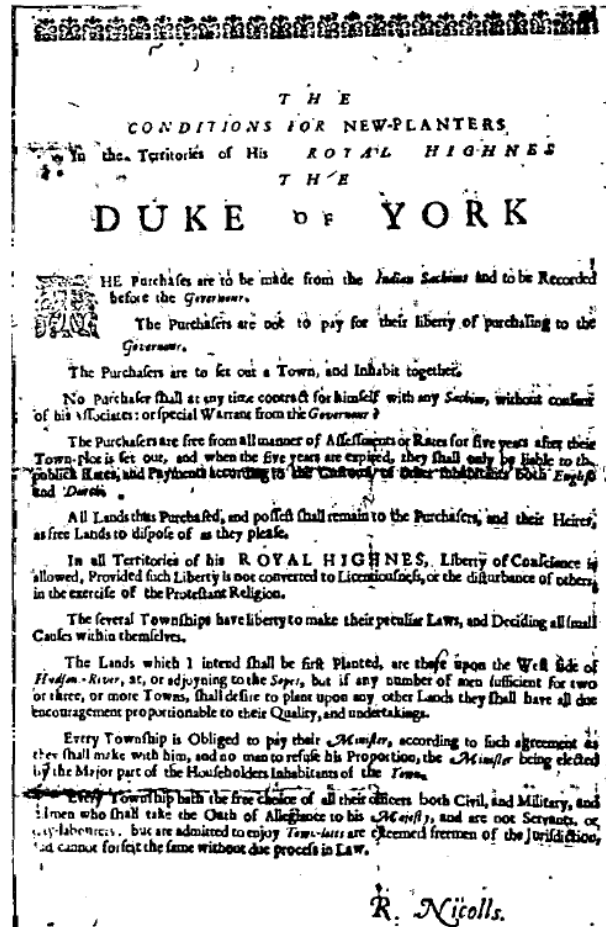 THE
CONDITIONS FOR NEW-PLANTERS
In the Territories of His ROYAL HIGHNES
THE
DUKE OF YORK
THE Purchaſes are to be made from the Indian Sachims and to be Recorded
before the Governour.
The Purchaſers are not to pay for their liberty of purchaſing to the
Governour.
The Purchaſers are to ſet out a Town, and Inhabit together.
No Purchaſer ſhall at any time contract for himſelf with any Sachim, without conſent
of his Aſſociates: or ſpecial Warrant from the Governour
The Purchaſers are free from all manner of Aſſeſſments or Rates for five years after their
Town-Plot is ſet out, and when the five years are expired, they ſhall only be liable to the
publick Rates, and Payments according to the Cuſtom of other Inhabitants both Engliſh
and Dutch.
All Lands thus Purchaſed, and poſſeſt ſhall remain to the Purchaſers, and their Heires,
as free Lands to diſpoſe of as they pleaſe.
In all Territories of his ROYAL HIGHNES, Liberty of Conſcience is
allowed, Provided ſuch Liberty is not converted to Licentiouſneſs, or the diſturbance of others,
in the exerciſe of the Proteſtant Religion.
The ſeveral Townſhips have liberty to make their peculiar Laws, and Deciding all ſmall
Cauſes within themſelves.
The Lands which I intend ſhall be firſt Planted, are thoſe upon the Weſt ſide of
Hudſon-River, at, or adjoyning to the Sopes, but if any number of men ſufficient for two
or three, or more Towns, ſhall deſire to plant upon any other Lands they ſhall have all due
encouragement proportionable to their Quality, and undertakings.
Every Townſhip is Obliged to pay their Miniſter, according to ſuch agreement as
they ſhall make with him, and no man to refuſe his Proportion, the Miniſter being elected
by the Major part of the Houſholders Inhabitants of the Town.
Every Townſhip hath the free choice of all their officers both Civil, and Military, and
all men who ſhall take the Oath of Allegiance to his Majeſty, and are not Servants, or
Day-labourers, but are admitted to enjoy Town-lotts are eſteemed freemen of the Juriſdiction,
and cannot forfeit the ſame without due proceſs in Law.
R. Nicolls.